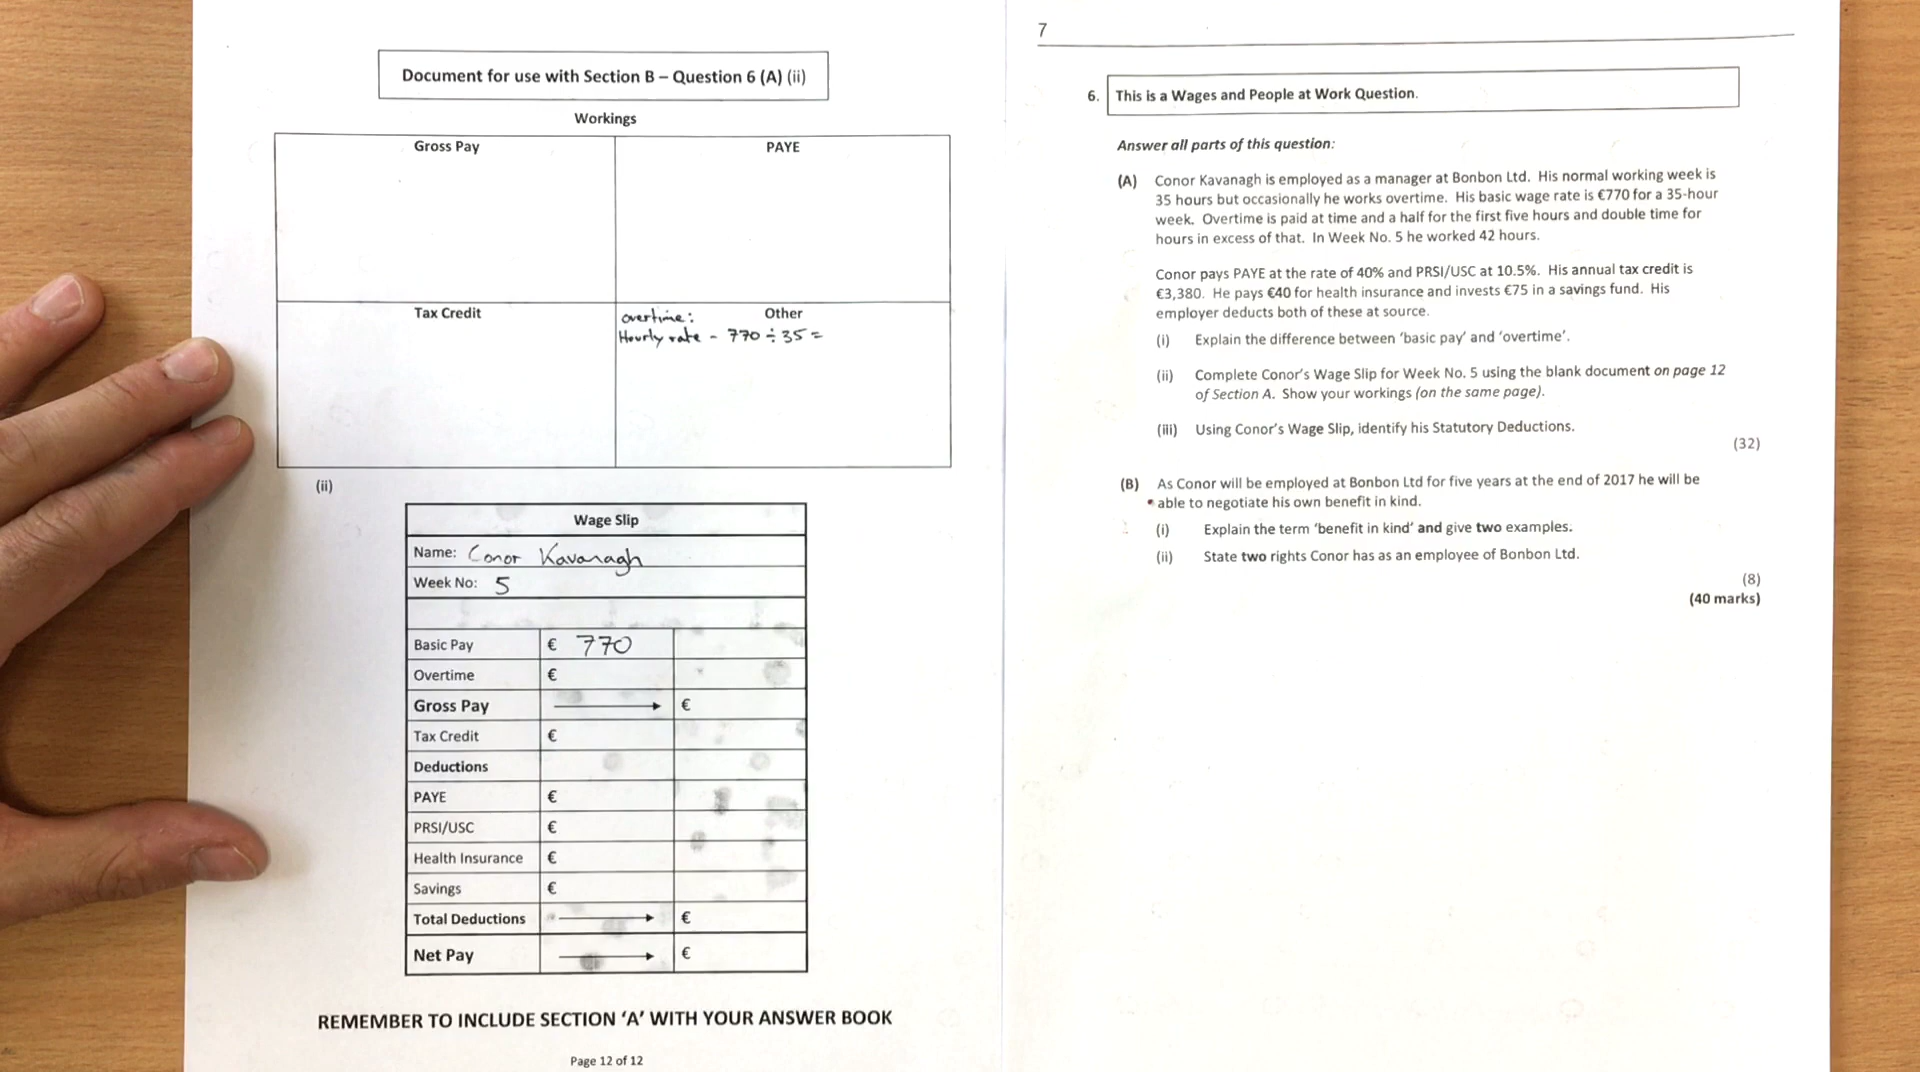 Document for use with Section B – Question 6 (A) (ii)
Workings
Gross Pay
PAYE
Tax Credit
Other
overtime:
Hourly rate - 770 ÷ 35 =
(ii)
Wage Slip
Name: Conor Kavanagh
Week No: 5
Basic Pay € 770
Overtime €
Gross Pay €
Tax Credit €
Deductions
PAYE €
PRSI/USC €
Health Insurance €
Savings €
Total Deductions €
Net Pay €
REMEMBER TO INCLUDE SECTION ‘A’ WITH YOUR ANSWER BOOK
Page 12 of 12
7
6. This is a Wages and People at Work Question.
Answer all parts of this question:
(A) Conor Kavanagh is employed as a manager at Bonbon Ltd. His normal working week is
35 hours but occasionally he works overtime. His basic wage rate is €770 for a 35-hour
week. Overtime is paid at time and a half for the first five hours and double time for
hours in excess of that. In Week No. 5 he worked 42 hours.
Conor pays PAYE at the rate of 40% and PRSI/USC at 10.5%. His annual tax credit is
€3,380. He pays €40 for health insurance and invests €75 in a savings fund. His
employer deducts both of these at source.
(i) Explain the difference between ‘basic pay’ and ‘overtime’.
(ii) Complete Conor’s Wage Slip for Week No. 5 using the blank document on page 12
of Section A. Show your workings (on the same page).
(iii) Using Conor’s Wage Slip, identify his Statutory Deductions.
(32)
(B) As Conor will be employed at Bonbon Ltd for five years at the end of 2017 he will be
able to negotiate his own benefit in kind.
(i) Explain the term ‘benefit in kind’ and give two examples.
(ii) State two rights Conor has as an employee of Bonbon Ltd.
(8)
(40 marks)